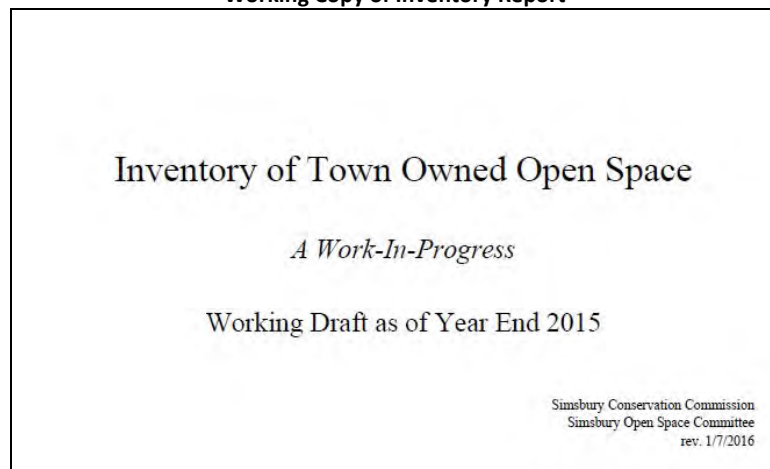 Working Copy of Inventory Report
Inventory of Town Owned Open Space
A Work-In-Progress
Working Draft as of Year End 2015
Simsbury Conservation Commission
Simsbury Open Space Committee
rev. 1/7/2016